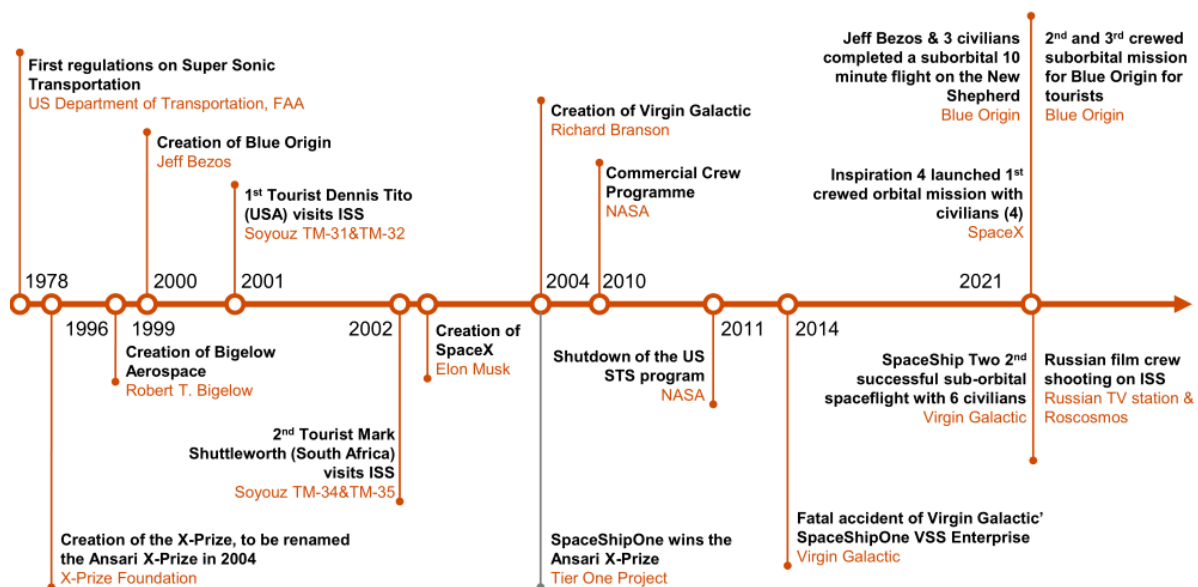 First regulations on Super Sonic
Transportation
US Department of Transportation, FAA
Creation of Blue Origin
Jeff Bezos
1st Tourist Dennis Tito
(USA) visits ISS
Soyouz TM-31&TM-32
Creation of Virgin Galactic
Richard Branson
Commercial Crew
Programme
NASA
Jeff Bezos & 3 civilians
completed a suborbital 10
minute flight on the New
Shepherd
Blue Origin
2nd and 3rd crewed
suborbital mission
for Blue Origin for
tourists
Blue Origin
Inspiration 4 launched 1st
crewed orbital mission with
civilians (4)
SpaceX
1978
2000
2001
2004
2010
2021
1996
1999
2002
2011
2014
Creation of Bigelow
Aerospace
Robert T. Bigelow
Creation of
SpaceX
Elon Musk
Shutdown of the US
STS program
NASA
SpaceShip Two 2nd
successful sub-orbital
spaceflight with 6 civilians
Virgin Galactic
Russian film crew
shooting on ISS
Russian TV station &
Roscosmos
2nd Tourist Mark
Shuttleworth (South Africa)
visits ISS
Soyouz TM-34&TM-35
Creation of the X-Prize, to be renamed
the Ansari X-Prize in 2004
X-Prize Foundation
SpaceShipOne wins the
Ansari X-Prize
Tier One Project
Fatal accident of Virgin Galactic'
SpaceShipOne VSS Enterprise
Virgin Galactic